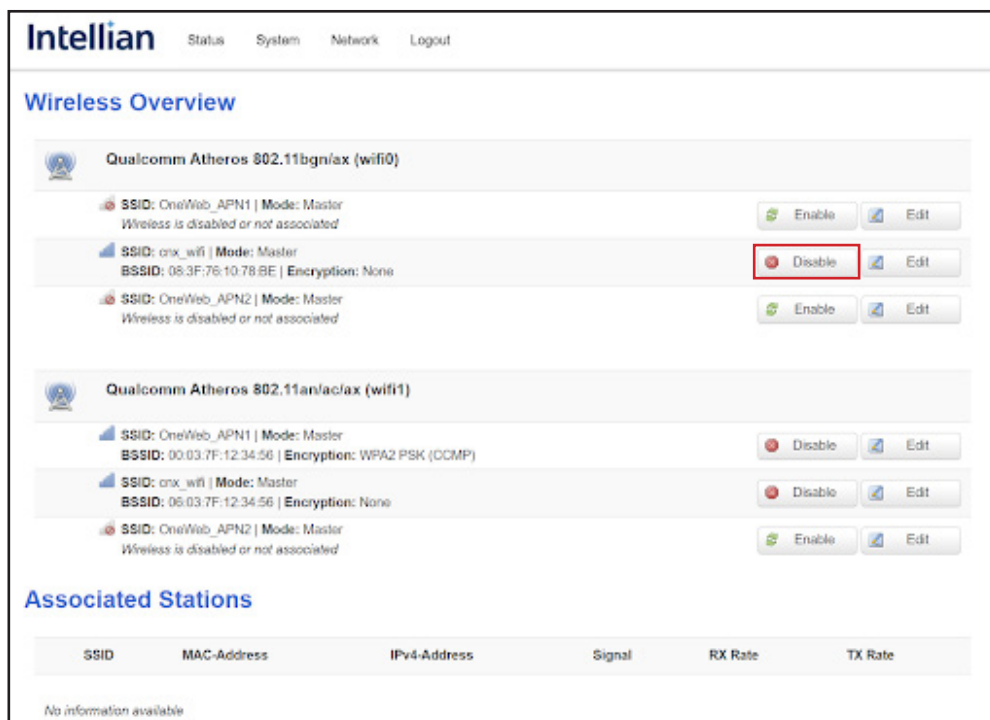 Intellian Status System Network Logout
Wireless Overview
Qualcomm Atheros 802.11bgn/ax (wifi0)
SSID: OneWeb_APN1 | Mode: Master
Wireless is disabled or not associated
Enable Edit
SSID: cnx_wifi | Mode: Master
BSSID: 08:3F:76:10:78:BE | Encryption: None
Disable Edit
SSID: OneWeb_APN2 | Mode: Master
Wireless is disabled or not associated
Enable Edit
Qualcomm Atheros 802.11an/ac/ax (wifi1)
SSID: OneWeb_APN1 | Mode: Master
BSSID: 00:03:7F:12:34:56 | Encryption: WPA2 PSK (CCMP)
Disable Edit
SSID: cnx_wifi | Mode: Master
BSSID: 06:03:7F:12:34:56 | Encryption: None
Disable Edit
SSID: OneWeb_APN2 | Mode: Master
Wireless is disabled or not associated
Enable Edit
Associated Stations
SSID MAC-Address IPv4-Address Signal RX Rate TX Rate
No information available